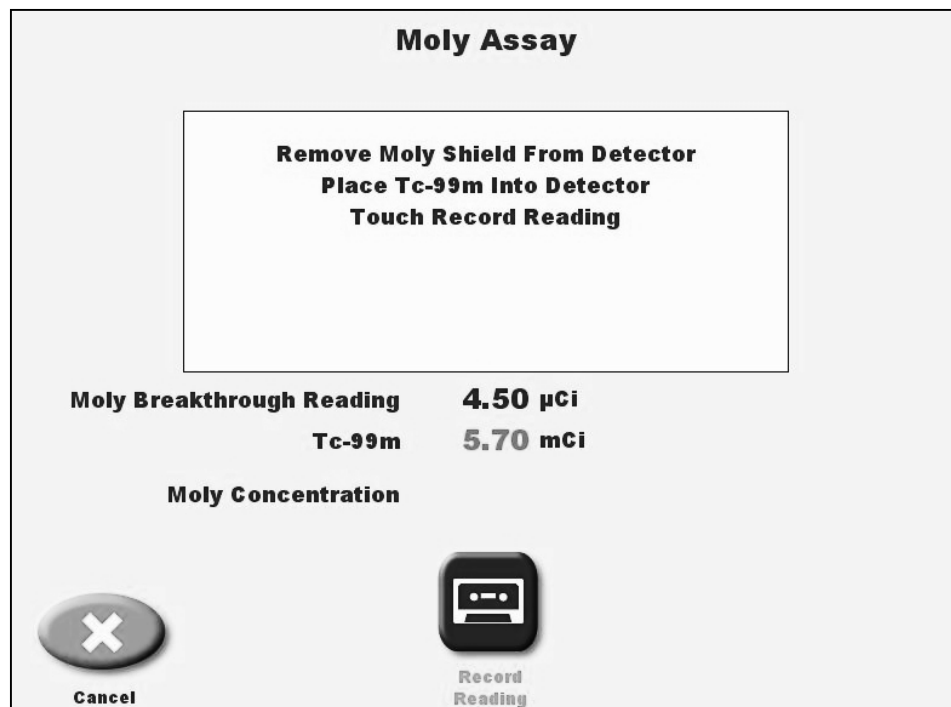 Moly Assay
Remove Moly Shield From Detector
Place Tc-99m Into Detector
Touch Record Reading
Moly Breakthrough Reading 4.50 µCi
Tc-99m 5.70 mCi
Moly Concentration
Cancel
Record
Reading